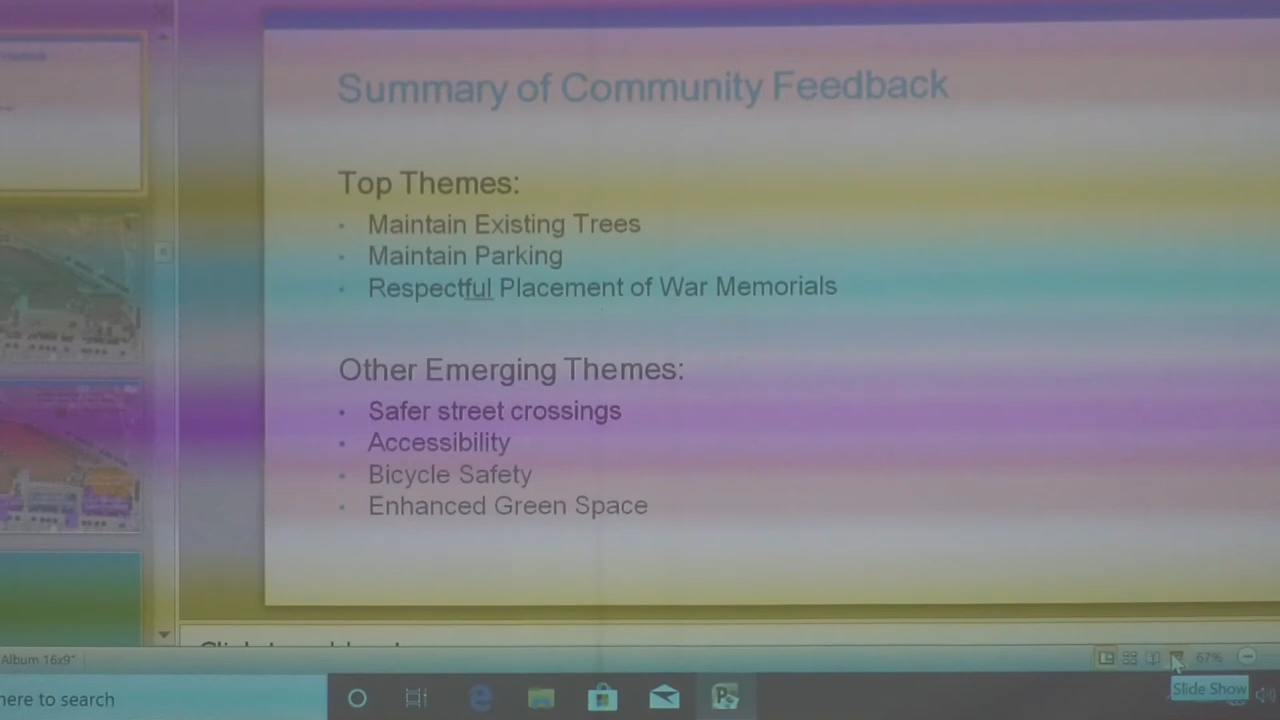 Summary of Community Feedback
Top Themes:
• Maintain Existing Trees
• Maintain Parking
• Respectful Placement of War Memorials
Other Emerging Themes:
• Safer street crossings
• Accessibility
• Bicycle Safety
• Enhanced Green Space
Album 16x9"
67%
Slide Show
here to search